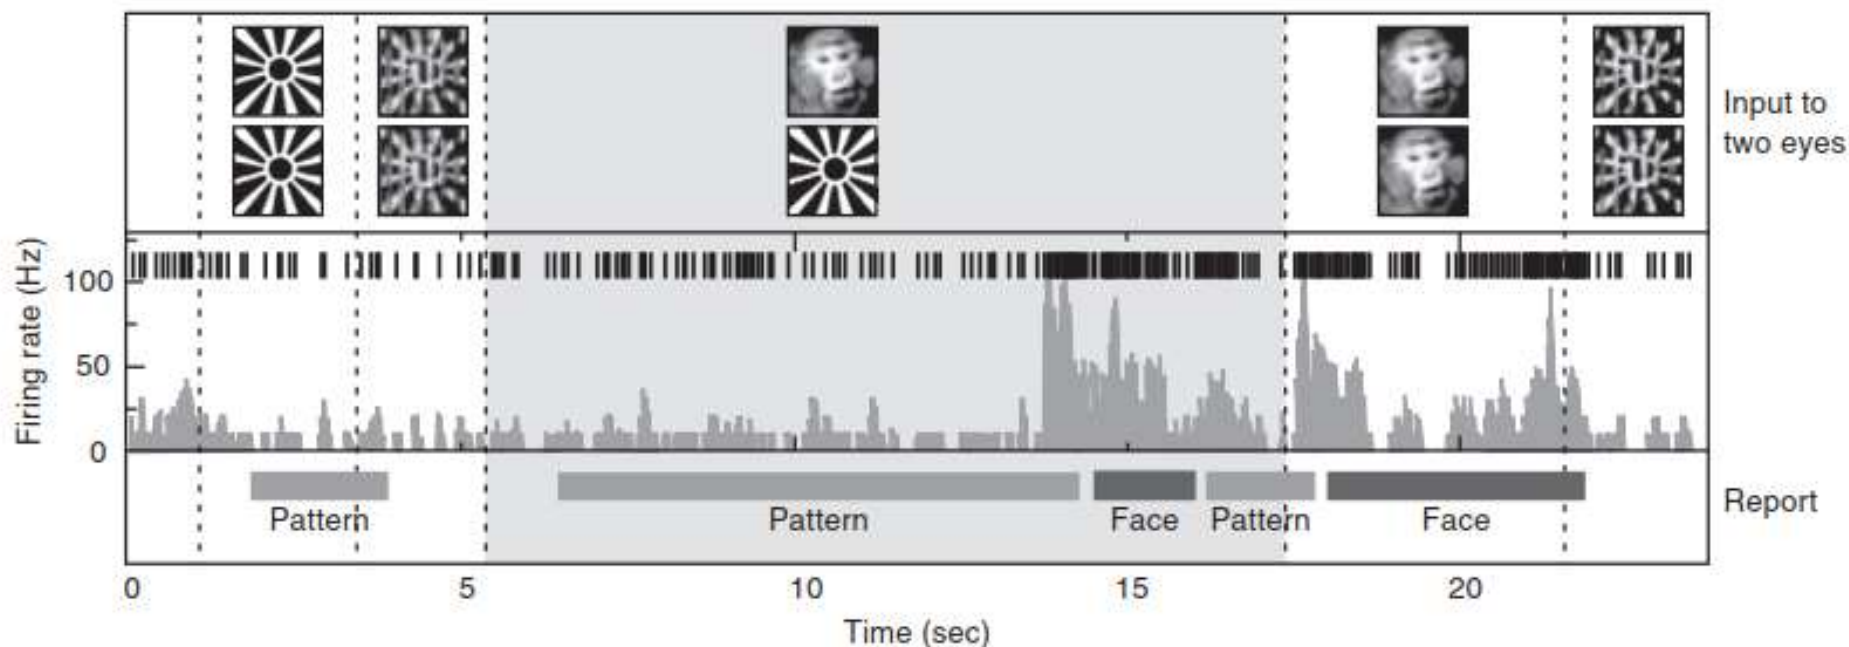 Input to
two eyes
Firing rate (Hz)
100
50
0
Pattern
Pattern
Face
Pattern
Face
Report
0
5
10
15
20
Time (sec)